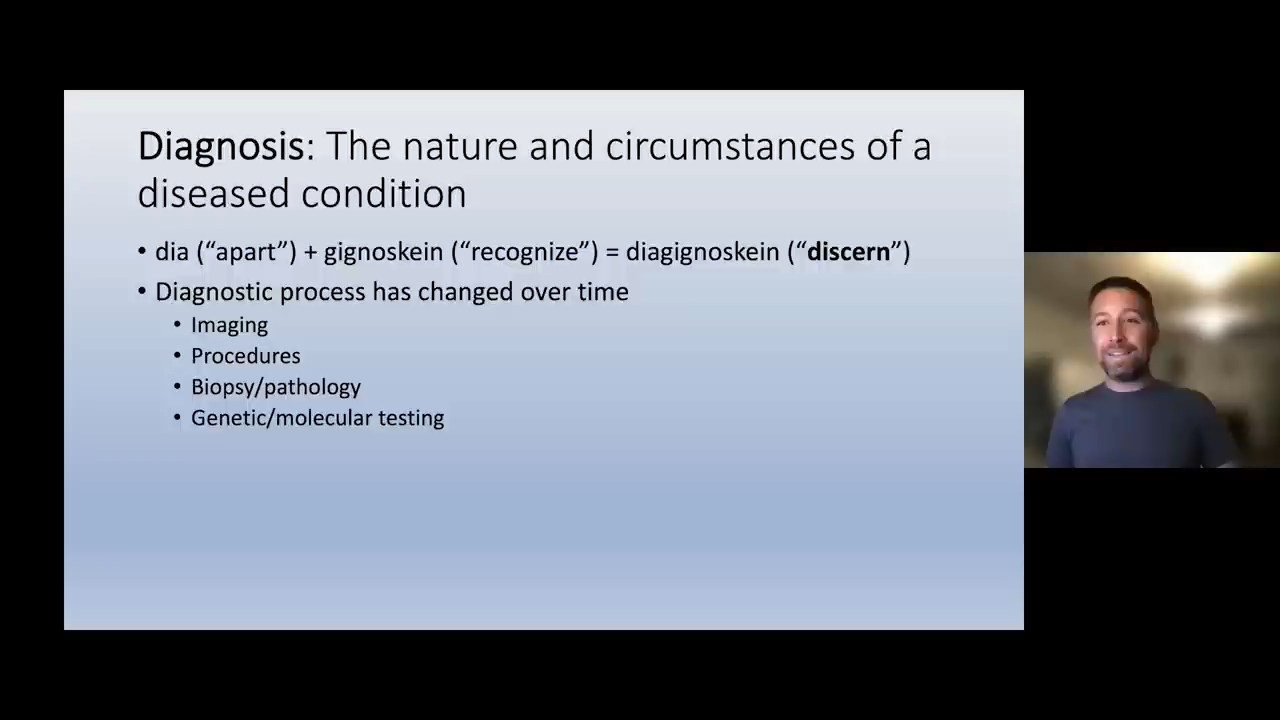 Diagnosis: The nature and circumstances of a
diseased condition
• dia (“apart”) + gignoskein (“recognize”) = diagignoskein (“discern”)
• Diagnostic process has changed over time
• Imaging
• Procedures
• Biopsy/pathology
• Genetic/molecular testing